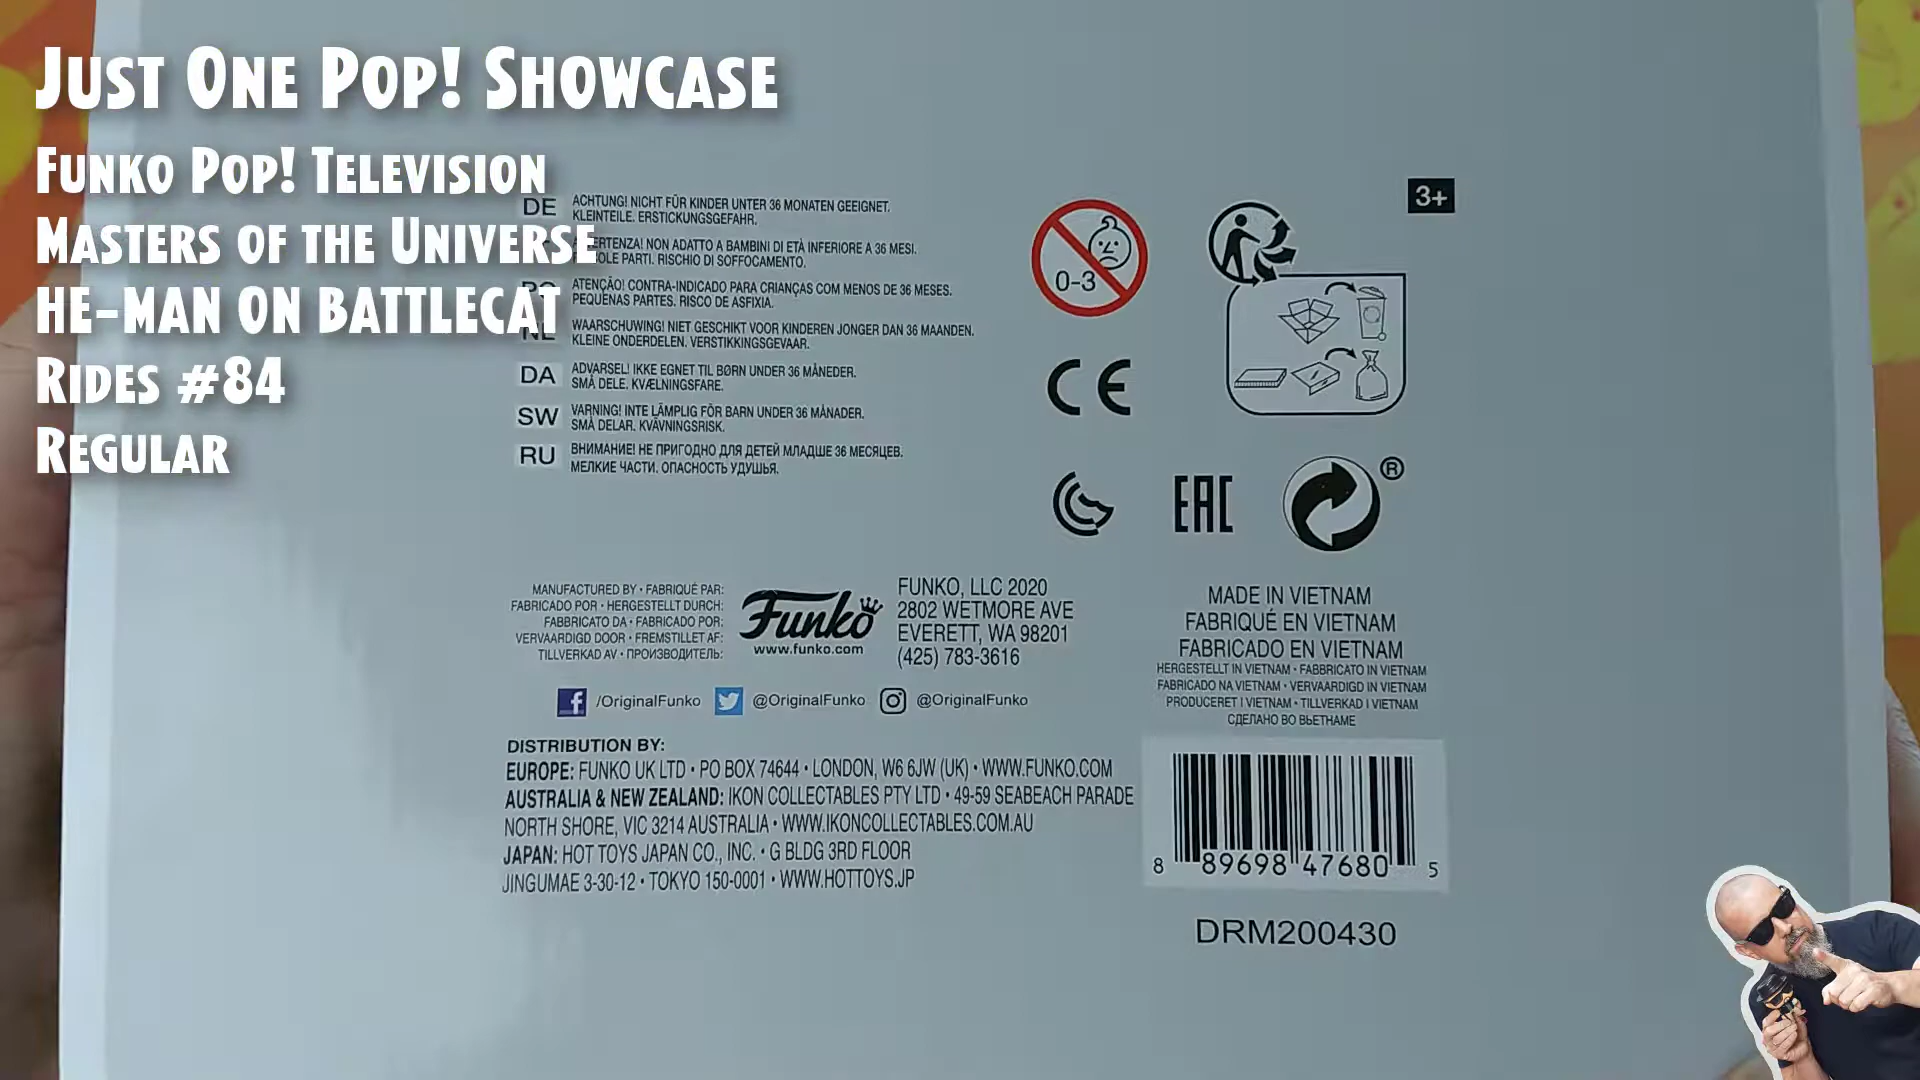 Just One Pop! Showcase
Funko Pop! Television
Masters of the Universe
HE-MAN ON BATTLECAT
Rides #84
Regular
DE ACHTUNG! NICHT FÜR KINDER UNTER 36 MONATEN GEEIGNET.
KLEINTEILE. ERSTICKUNGSGEFAHR.
NON ADATTO A BAMBINI DI ETÀ INFERIORE A 36 MESI.
PARTI. RISCHIO DI SOFFOCAMENTO.
ATENÇÃO! CONTRA-INDICADO PARA CRIANÇAS COM MENOS DE 36 MESES.
PEQUENAS PARTES. RISCO DE ASFIXIA.
NL WAARSCHUWING! NIET GESCHIKT VOOR KINDEREN JONGER DAN 36 MAANDEN.
KLEINE ONDERDELEN. VERSTIKKINGSGEVAAR.
DA ADVARSEL! IKKE EGNET TIL BØRN UNDER 36 MÅNEDER.
SMÅ DELE. KVÆLNINGSFARE.
SW VARNING! INTE LÄMPLIG FÖR BARN UNDER 36 MÅNADER.
SMÅ DELAR. KVÄVNINGSRISK.
RU ВНИМАНИЕ! НЕ ПРИГОДНО ДЛЯ ДЕТЕЙ МЛАДШЕ 36 МЕСЯЦЕВ.
МЕЛКИЕ ЧАСТИ. ОПАСНОСТЬ УДУШЬЯ.
3+
0-3
CE
EAC
®
MANUFACTURED BY • FABRIQUÉ PAR:
FABRICADO POR • HERGESTELLT DURCH:
FABBRICATO DA • FABRICADO POR:
VERVAARDIGD DOOR • FREMSTILLET AF:
TILLVERKAD AV • ПРОИЗВОДИТЕЛЬ:
Funko
www.funko.com
FUNKO, LLC 2020
2802 WETMORE AVE
EVERETT, WA 98201
(425) 783-3616
MADE IN VIETNAM
FABRIQUÉ EN VIETNAM
FABRICADO EN VIETNAM
HERGESTELLT IN VIETNAM • FABBRICATO IN VIETNAM
FABRICADO NA VIETNAM • VERVAARDIGD IN VIETNAM
PRODUCERET I VIETNAM • TILLVERKAD I VIETNAM
СДЕЛАНО ВО ВЬЕТНАМЕ
/OriginalFunko @OriginalFunko @OriginalFunko
DISTRIBUTION BY:
EUROPE: FUNKO UK LTD • PO BOX 74644 • LONDON, W6 6JW (UK) • WWW.FUNKO.COM
AUSTRALIA & NEW ZEALAND: IKON COLLECTABLES PTY LTD • 49-59 SEABEACH PARADE
NORTH SHORE, VIC 3214 AUSTRALIA • WWW.IKONCOLLECTABLES.COM.AU
JAPAN: HOT TOYS JAPAN CO., INC. • G BLDG 3RD FLOOR
JINGUMAE 3-30-12 • TOKYO 150-0001 • WWW.HOTTOYS.JP
8 89698 47680 5
DRM200430